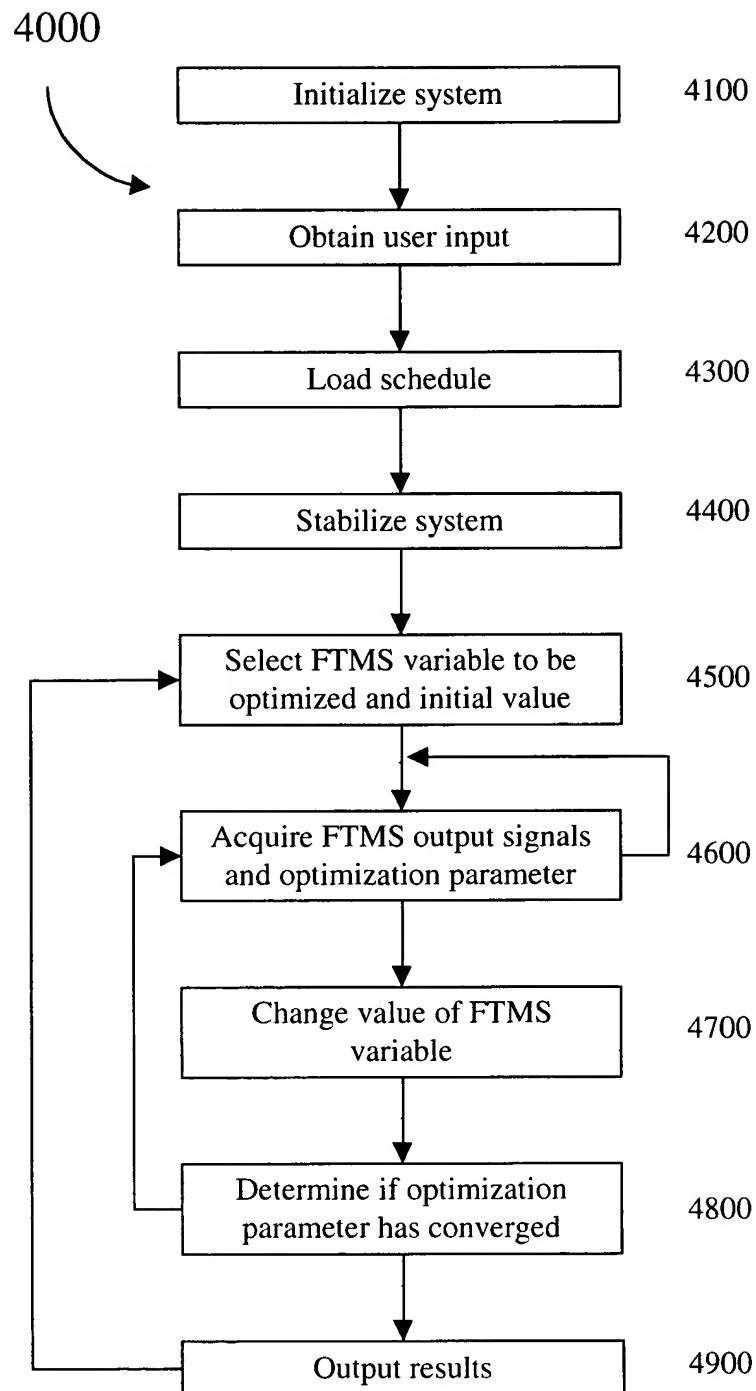 4000
Initialize system
4100
Obtain user input
4200
Load schedule
4300
Stabilize system
4400
Select FTMS variable to be
optimized and initial value
4500
Acquire FTMS output signals
and optimization parameter
4600
Change value of FTMS
variable
4700
Determine if optimization
parameter has converged
4800
Output results
4900